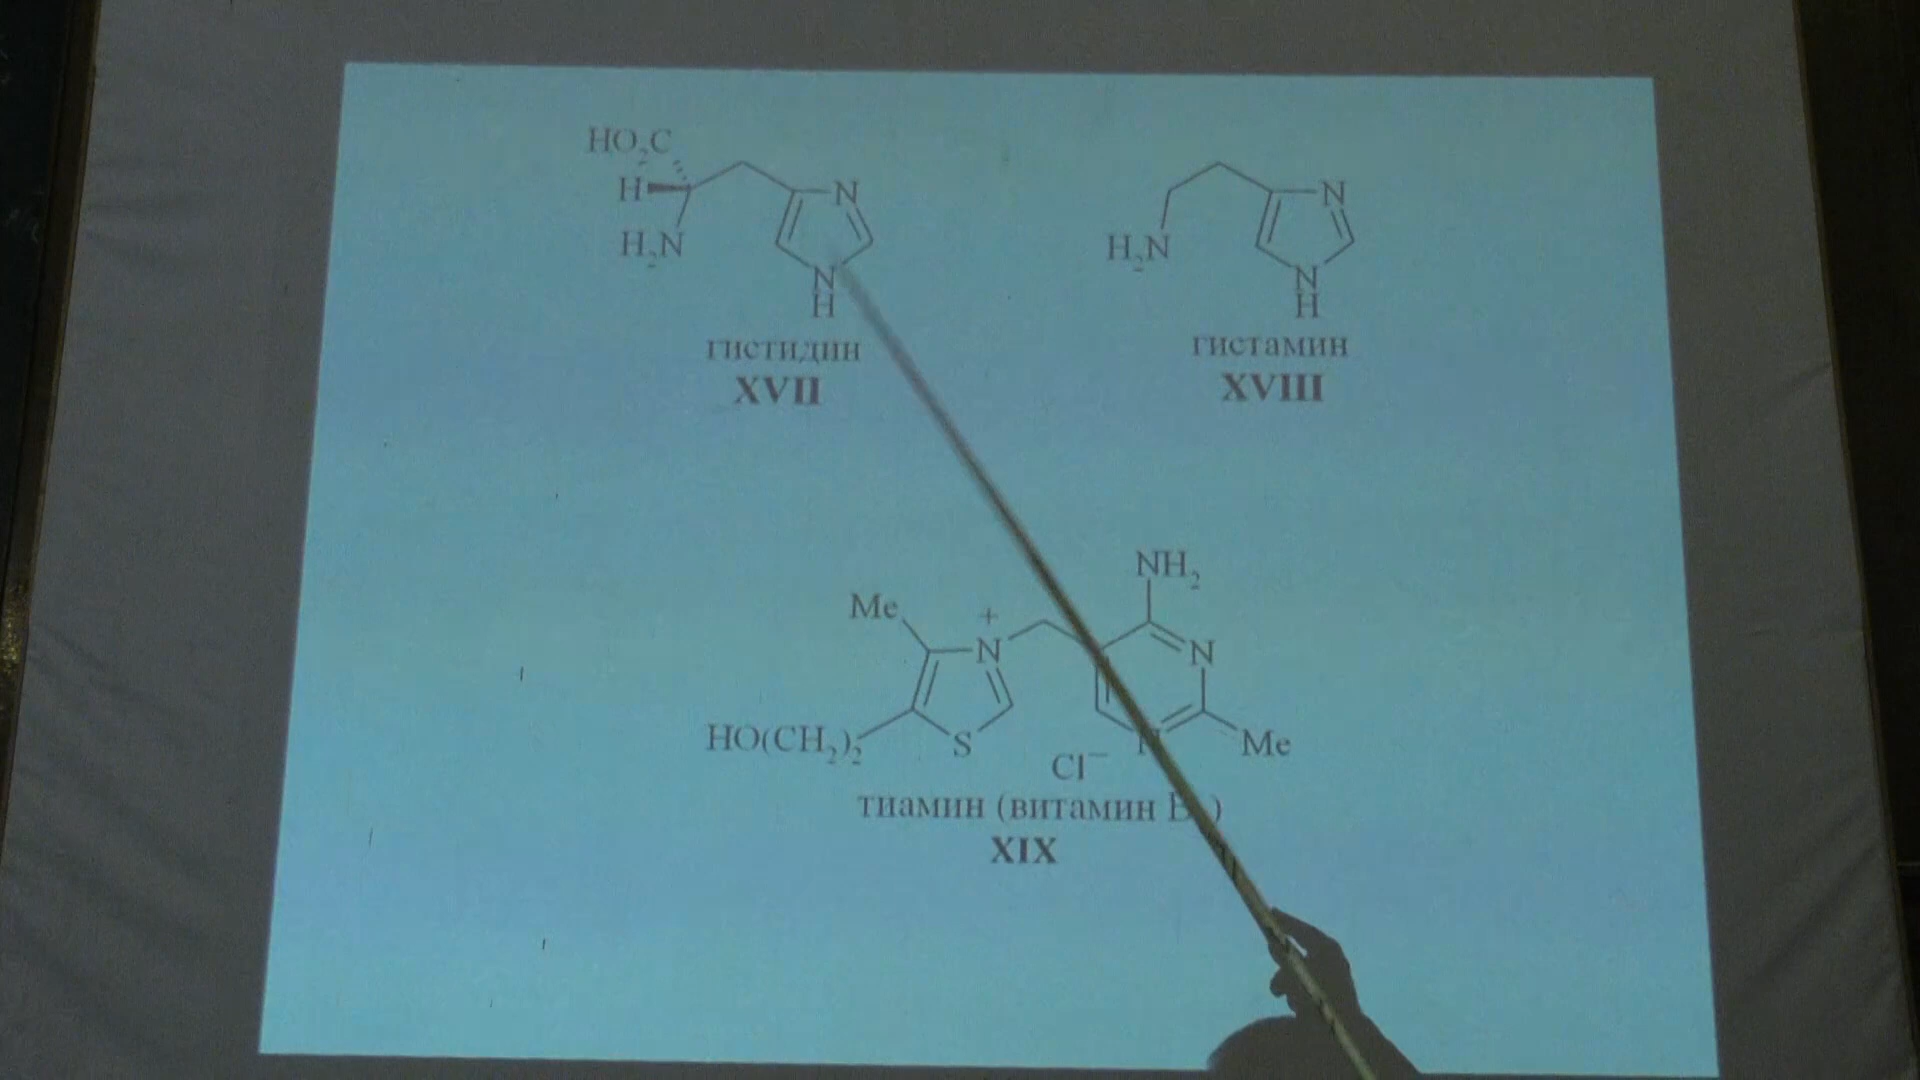 HO₂C
H
H₂N
N
N
H
гистидин
XVII
H₂N
N
N
H
гистамин
XVIII
NH₂
Me
+
N
N
HO(CH₂)₂
S
N
Me
Cl⁻
тиамин (витамин B )
XIX